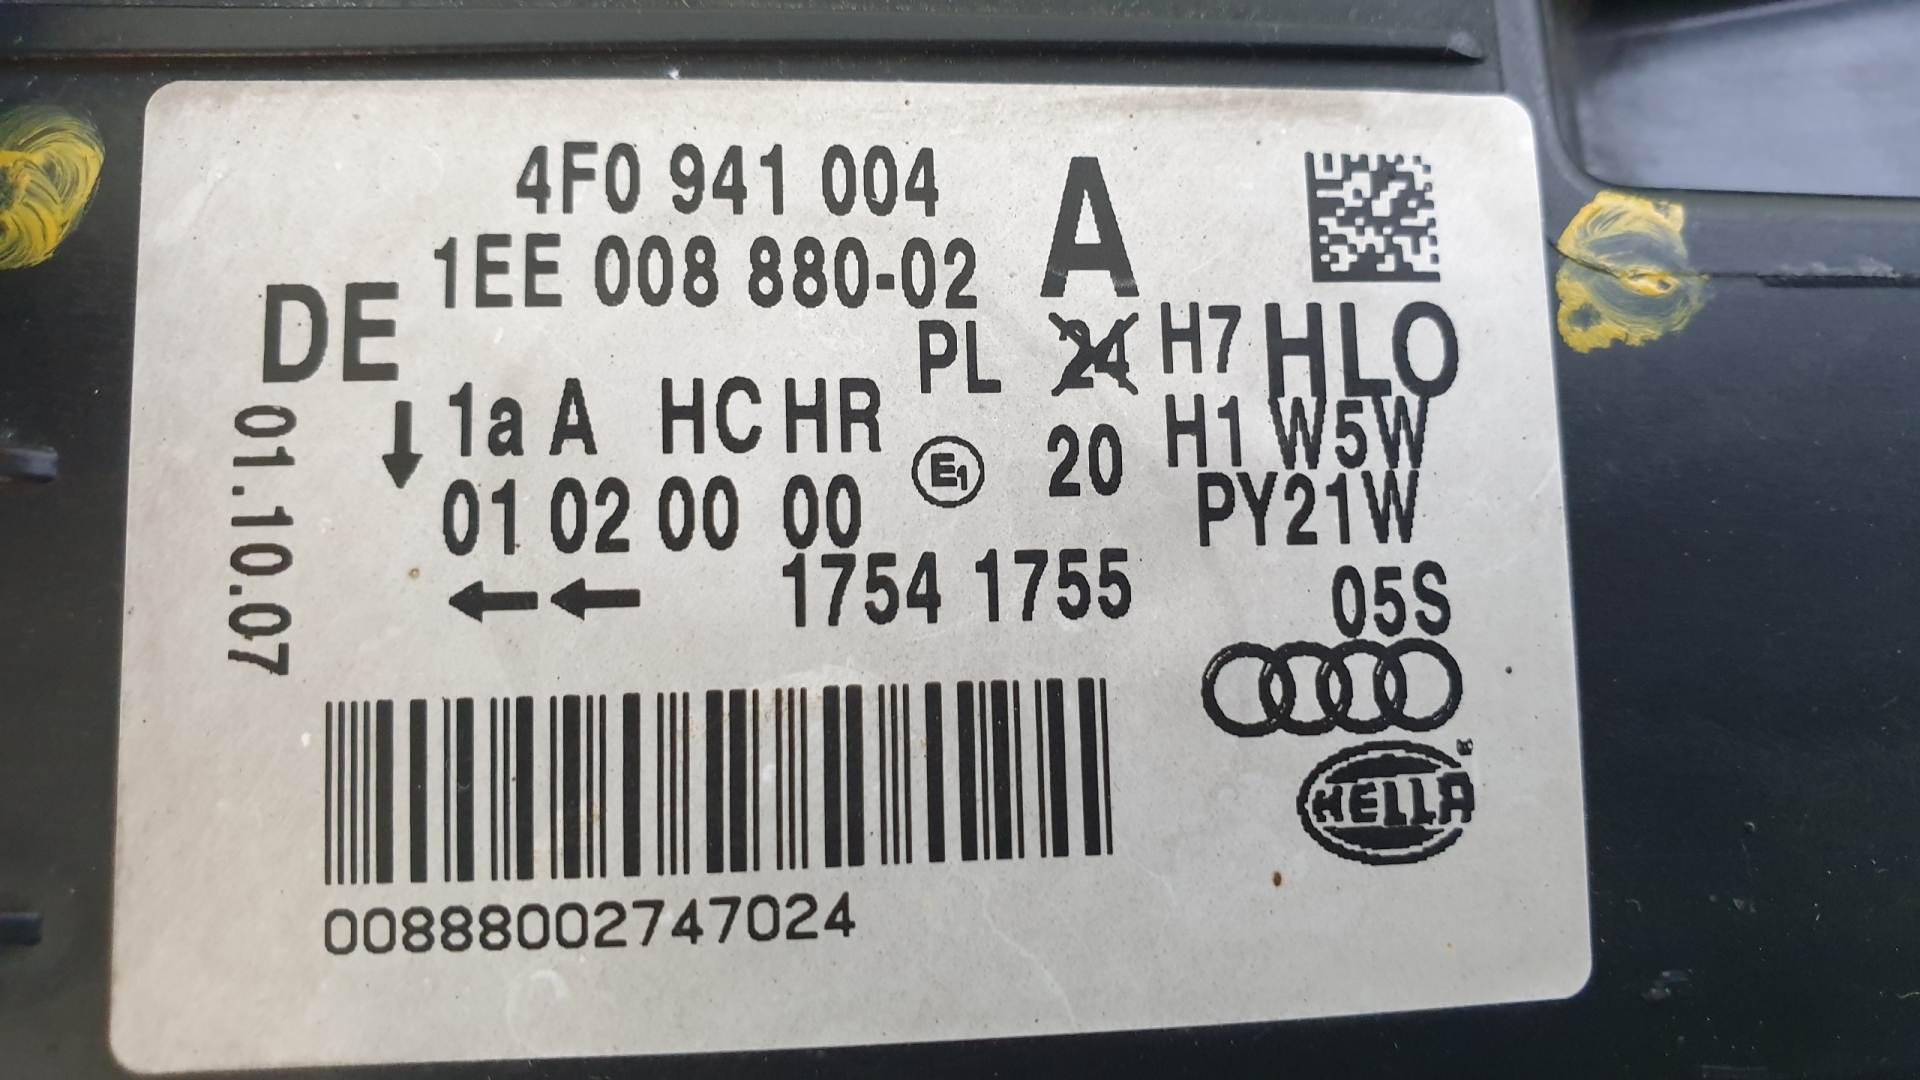 4F0 941 004 A
1EE 008 880-02
DE
PL 24 H7 HLO
1a A HC HR
E1 20 H1 W5W
01 02 00 00 PY21W
1754 1755 05S
01.10.07
HELLA
00888002747024